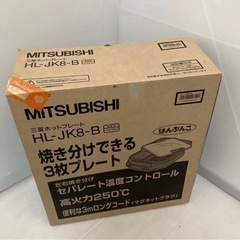 MITSUBISHI
HL-JK8-B
MITSUBISHI
三菱ホットプレート
HL-JK8-B
はんぶんこ
焼き分けできる
3枚プレート
左右焼き分け
セパレート温度コントロール
高火力250℃
便利な3mロングコード(マグネットプラグ)